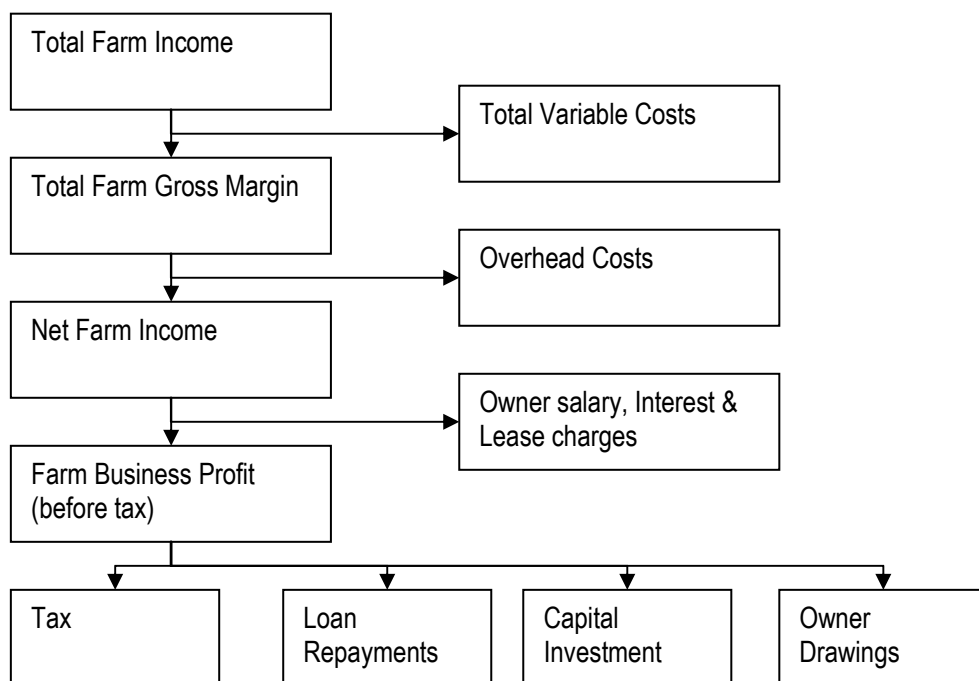 Total Farm Income
Total Variable Costs
Total Farm Gross Margin
Overhead Costs
Net Farm Income
Owner salary, Interest &
Lease charges
Farm Business Profit
(before tax)
Tax
Loan
Repayments
Capital
Investment
Owner
Drawings